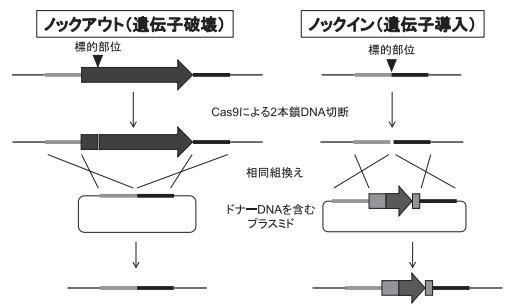 ノックアウト（遺伝子破壊）
ノックイン（遺伝子導入）
標的部位
標的部位
Cas9による2本鎖DNA切断
相同組換え
ドナーDNAを含む
プラスミド